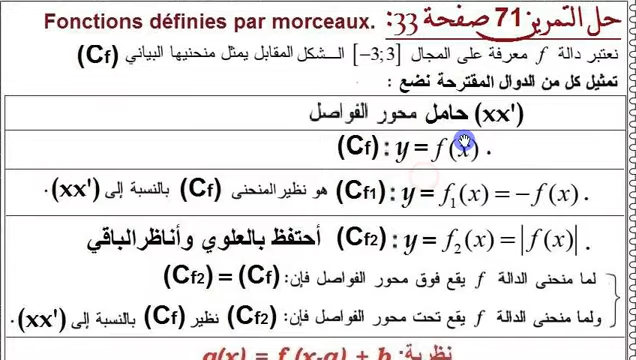 Fonctions définies par morceaux. حل التمرين 71 صفحة 33:
نعتبر دالة f معرفة على المجال [−3;3] الشكل المقابل يمثل منحنيها البياني (Cf)
تمثيل كل من الدوال المقترحة نضع :
(xx') حامل محور الفواصل
(Cf) : y = f(x) .
(Cf1) : y = f₁(x) = −f(x) . هو نظير المنحنى (Cf) بالنسبة إلى (xx') .
(Cf2) : y = f₂(x) = |f(x)| . أحتفظ بالعلوي وأناظر الباقي
لما منحنى الدالة f يقع فوق محور الفواصل فإن: (Cf2) = (Cf)
ولما منحنى الدالة f يقع تحت محور الفواصل فإن: (Cf2) نظير (Cf) بالنسبة إلى (xx') .
نظرية: g(x) = f (x-a) + b